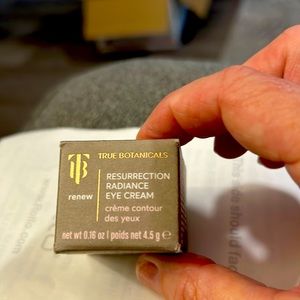 TB
TRUE BOTANICALS
renew
RESURRECTION
RADIANCE
EYE CREAM
crème contour
des yeux
net wt 0.16 oz | poids net 4.5 g